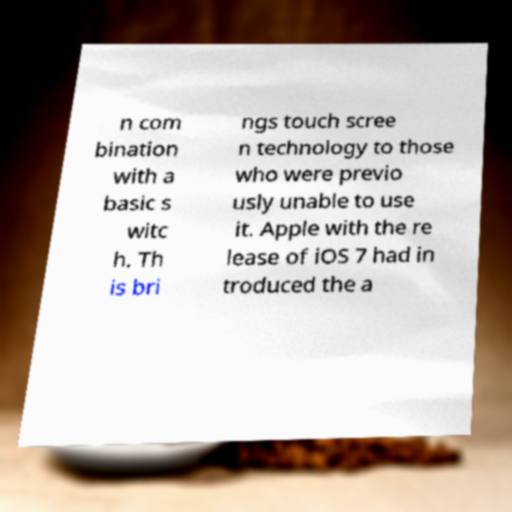 n com
bination
with a
basic s
witc
h. Th
is bri
ngs touch scree
n technology to those
who were previo
usly unable to use
it. Apple with the re
lease of iOS 7 had in
troduced the a